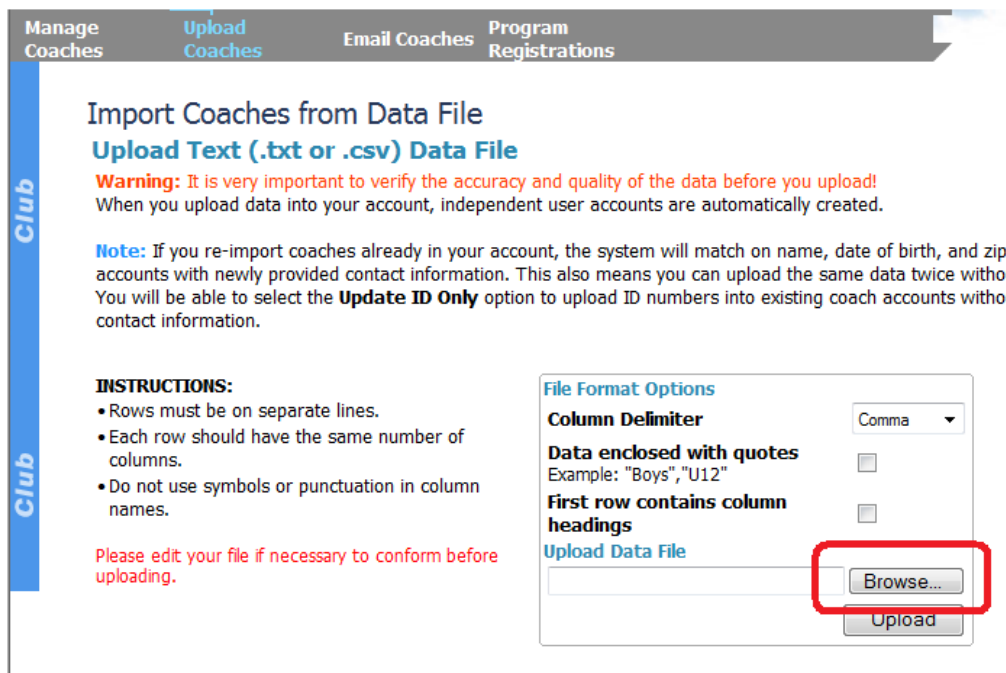 Manage Coaches
Upload Coaches
Email Coaches
Program Registrations
Club
Club
Import Coaches from Data File
Upload Text (.txt or .csv) Data File
Warning: It is very important to verify the accuracy and quality of the data before you upload!
When you upload data into your account, independent user accounts are automatically created.
Note: If you re-import coaches already in your account, the system will match on name, date of birth, and zip
accounts with newly provided contact information. This also means you can upload the same data twice witho
You will be able to select the Update ID Only option to upload ID numbers into existing coach accounts witho
contact information.
INSTRUCTIONS:
• Rows must be on separate lines.
• Each row should have the same number of
columns.
• Do not use symbols or punctuation in column
names.
Please edit your file if necessary to conform before
uploading.
File Format Options
Column Delimiter Comma
Data enclosed with quotes
Example: "Boys","U12"
First row contains column
headings
Upload Data File
Browse...
Upload